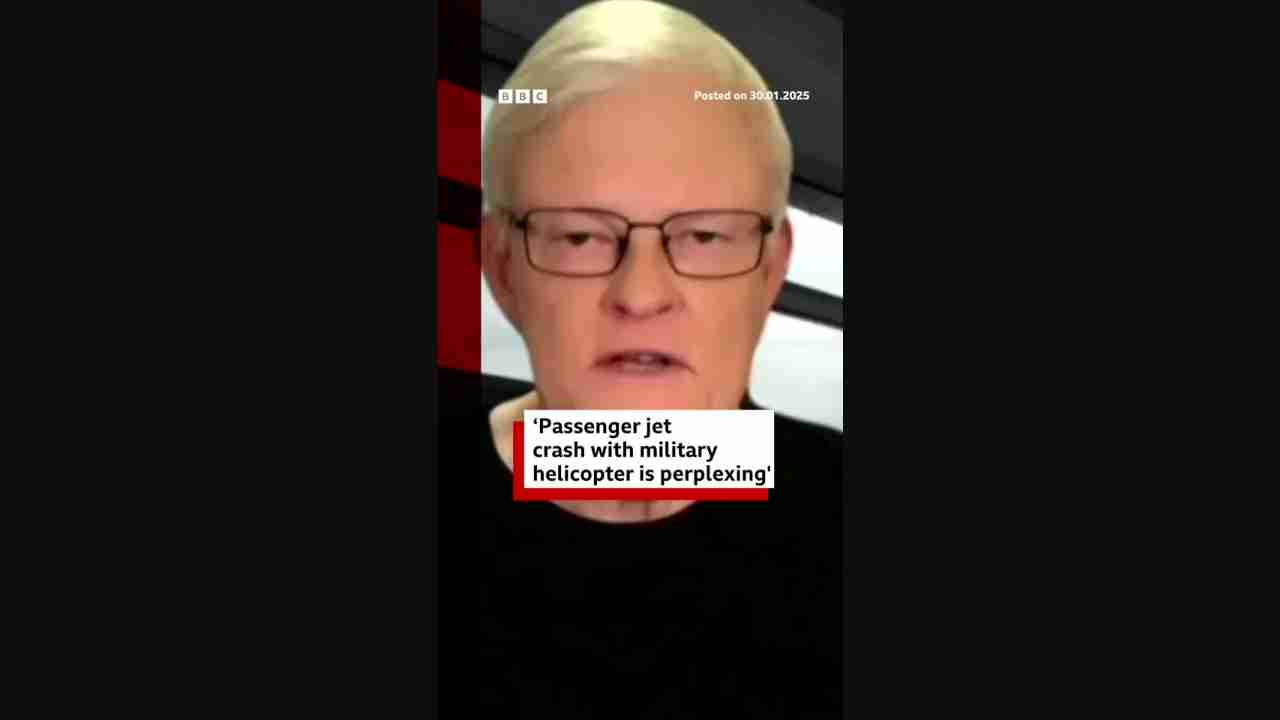 BBC
Posted on 30.01.2025
‘Passenger jet
crash with military
helicopter is perplexing'